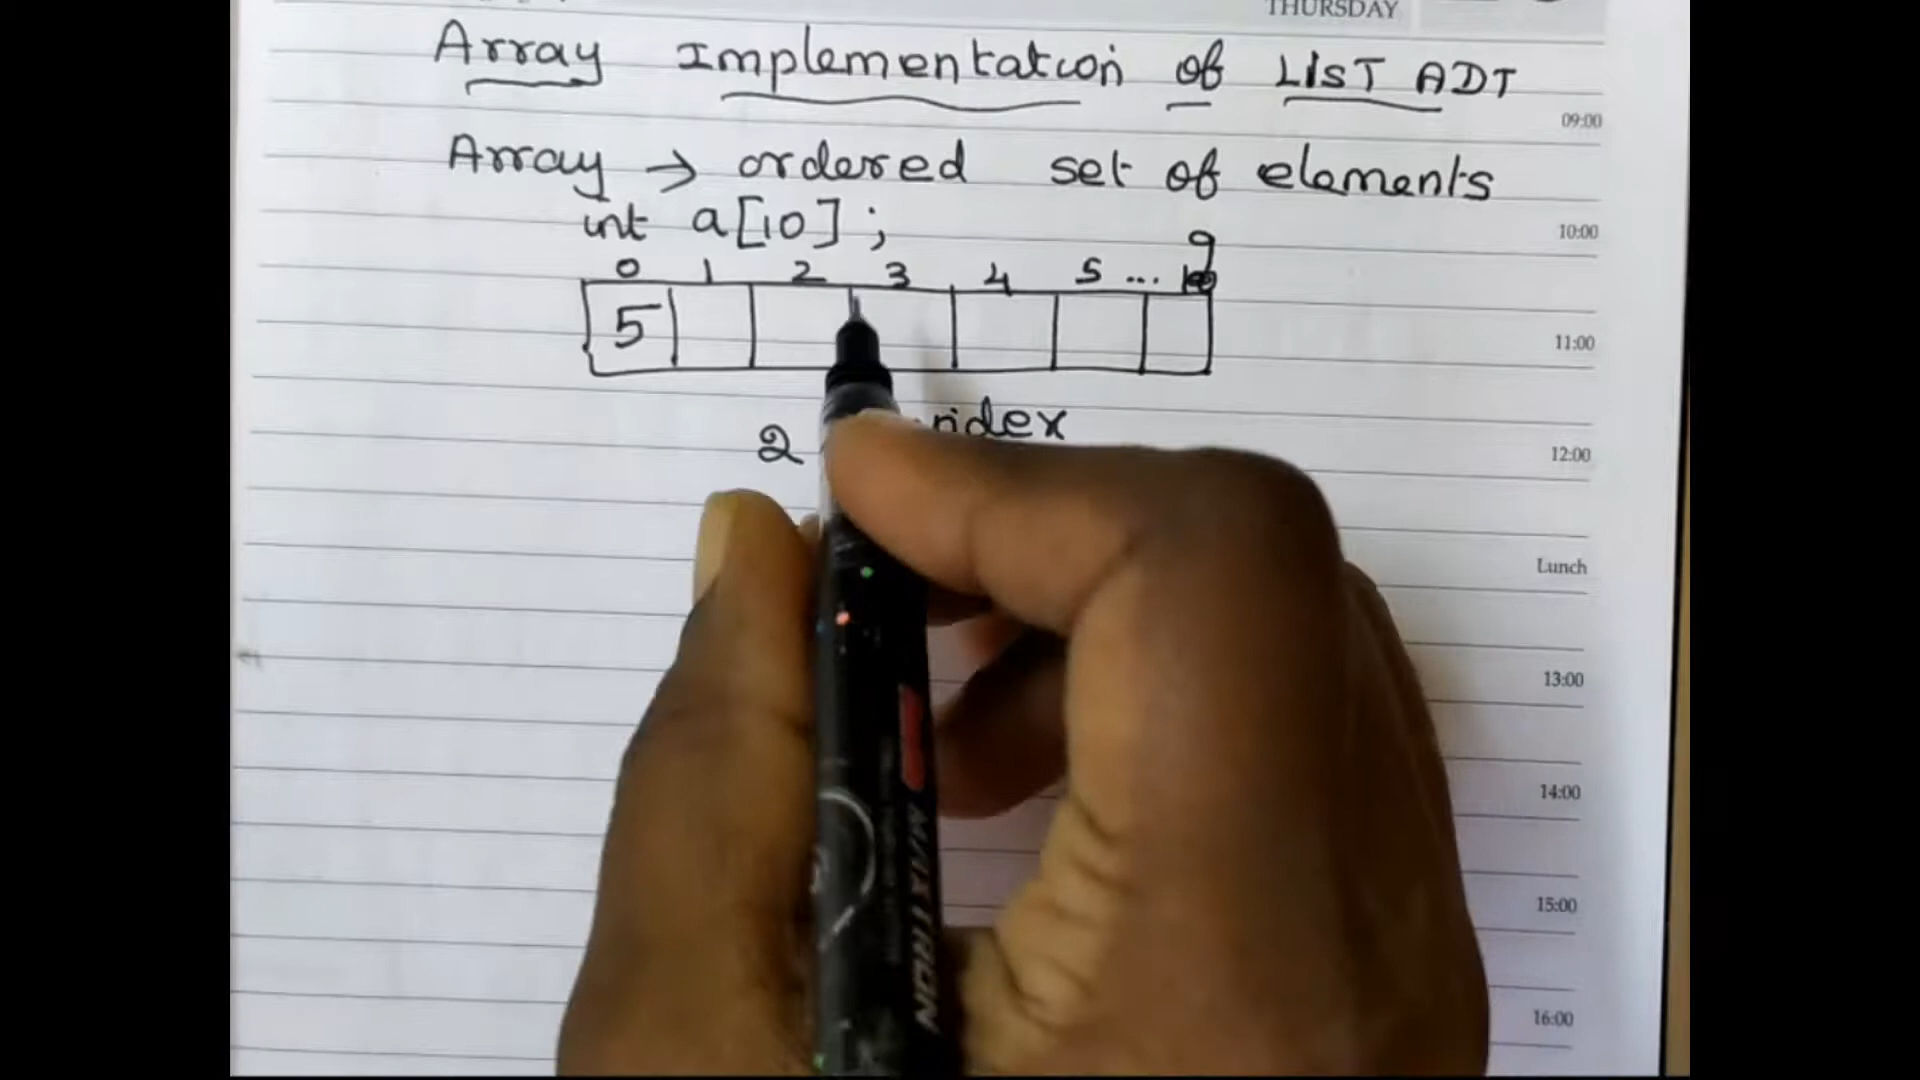 THURSDAY
Array Implementation of LIST ADT
09:00
Array → ordered set of elements
int a[10];
10:00
9
0 1 2 3 4 5 ...
5
11:00
2 ndex
12:00
Lunch
13:00
14:00
MAXTRON
15:00
16:00